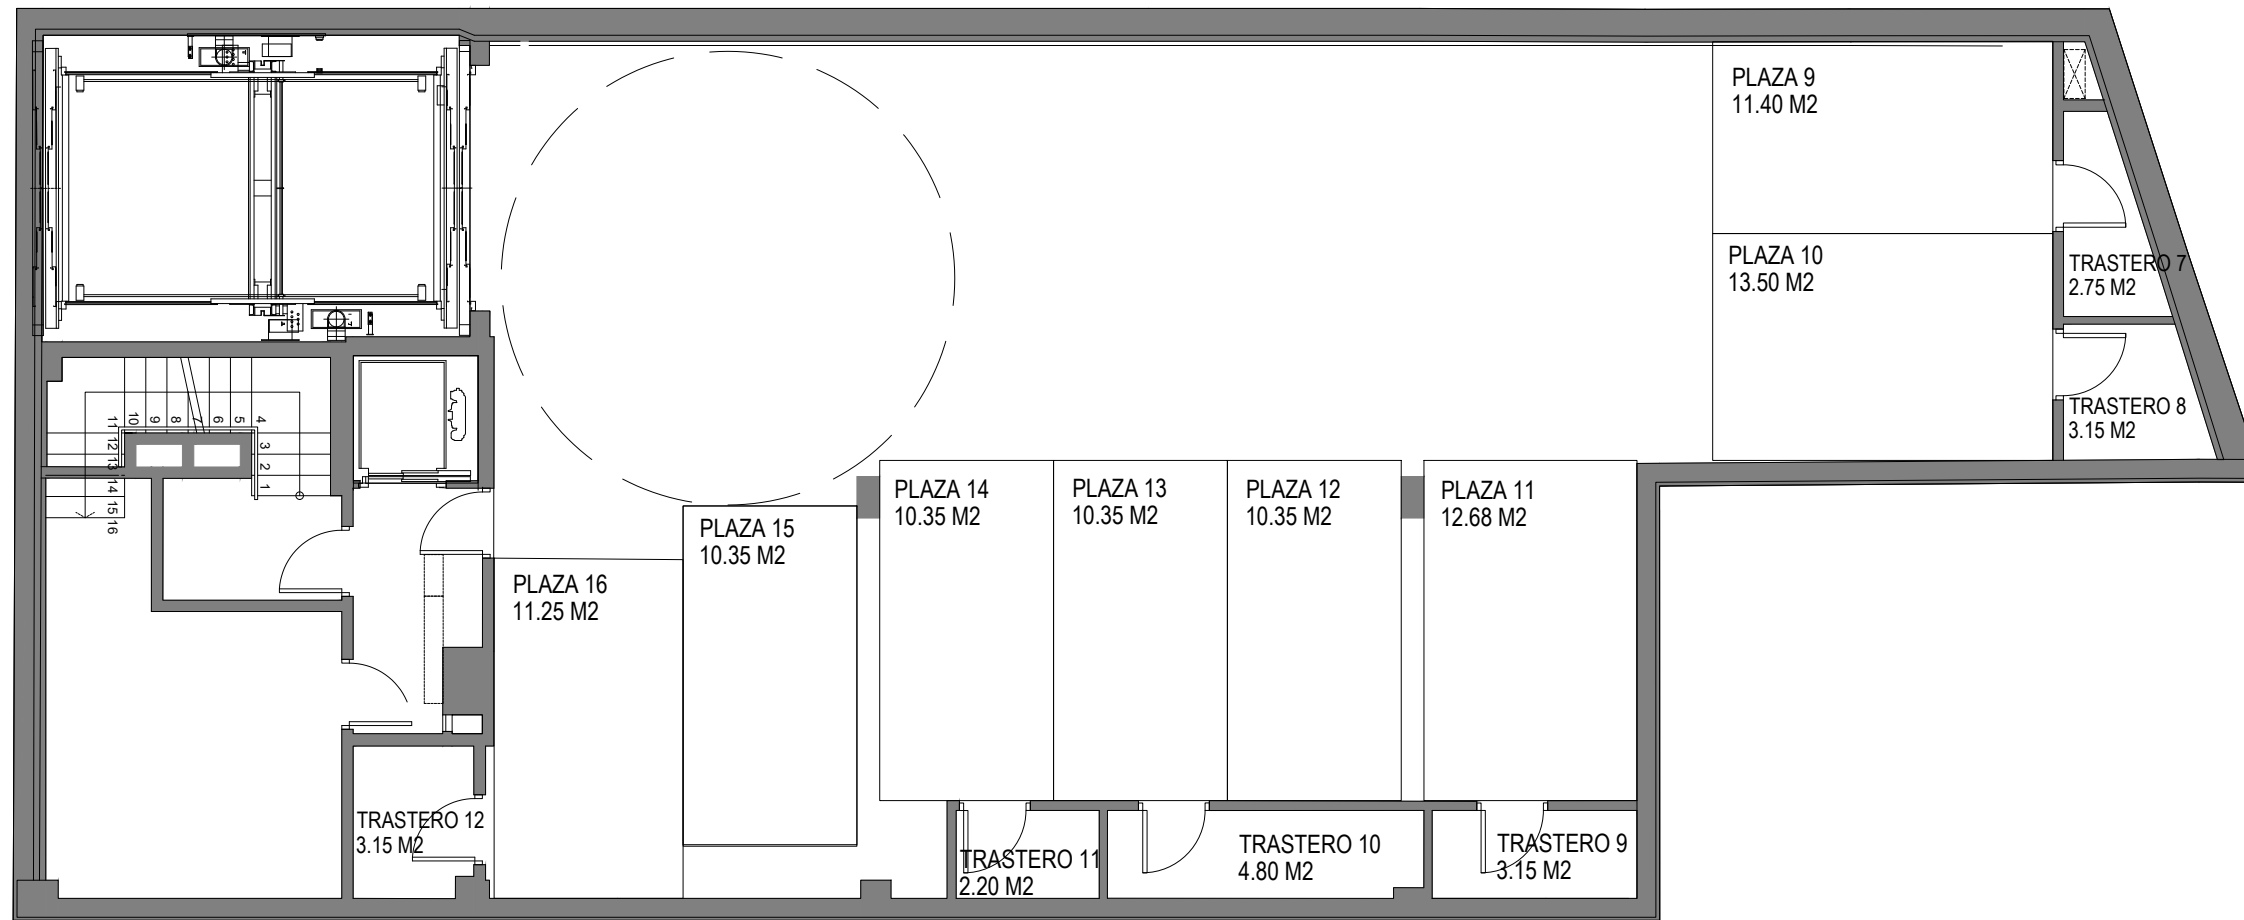 PLAZA 9
11.40 M2
PLAZA 10
13.50 M2
TRASTERO 7
2.75 M2
TRASTERO 8
3.15 M2
PLAZA 14
10.35 M2
PLAZA 13
10.35 M2
PLAZA 12
10.35 M2
PLAZA 11
12.68 M2
PLAZA 15
10.35 M2
PLAZA 16
11.25 M2
11
10
9
8
7
6
5
4
3
2
1
12
13
14
15
16
TRASTERO 12
3.15 M2
TRASTERO 11
2.20 M2
TRASTERO 10
4.80 M2
TRASTERO 9
3.15 M2